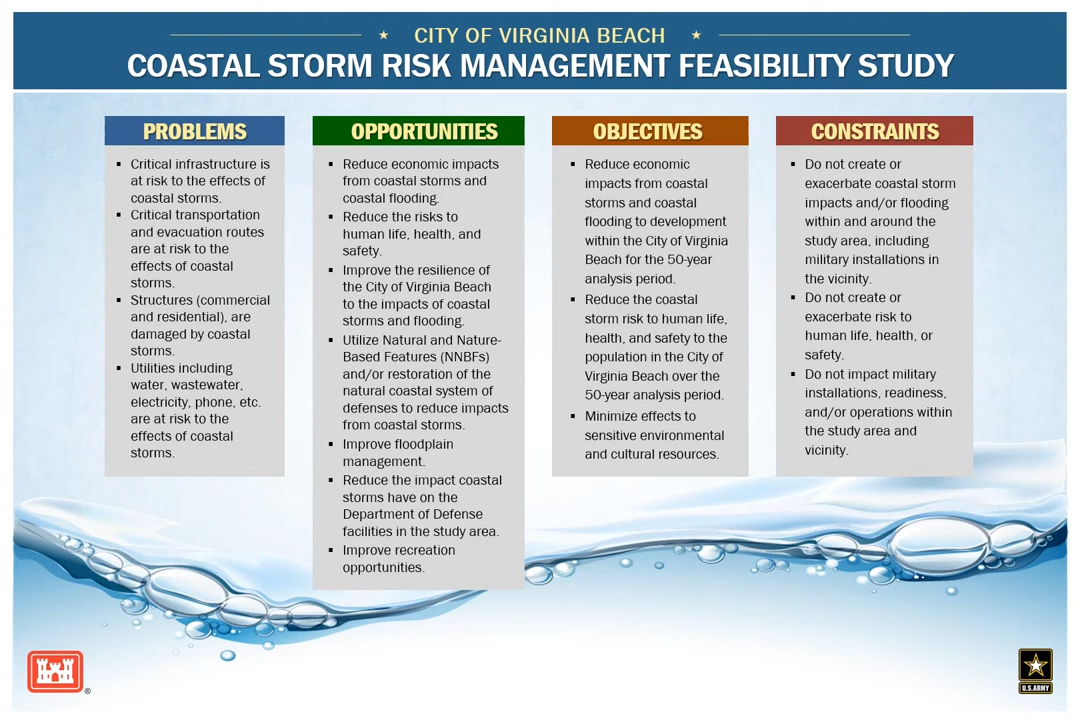 CITY OF VIRGINIA BEACH
COASTAL STORM RISK MANAGEMENT FEASIBILITY STUDY
PROBLEMS
▪ Critical infrastructure is
at risk to the effects of
coastal storms.
▪ Critical transportation
and evacuation routes
are at risk to the
effects of coastal
storms.
▪ Structures (commercial
and residential), are
damaged by coastal
storms.
▪ Utilities including
water, wastewater,
electricity, phone, etc.
are at risk to the
effects of coastal
storms.
OPPORTUNITIES
▪ Reduce economic impacts
from coastal storms and
coastal flooding.
▪ Reduce the risks to
human life, health, and
safety.
▪ Improve the resilience of
the City of Virginia Beach
to the impacts of coastal
storms and flooding.
▪ Utilize Natural and Nature-
Based Features (NNBFs)
and/or restoration of the
natural coastal system of
defenses to reduce impacts
from coastal storms.
▪ Improve floodplain
management.
▪ Reduce the impact coastal
storms have on the
Department of Defense
facilities in the study area.
▪ Improve recreation
opportunities.
OBJECTIVES
▪ Reduce economic
impacts from coastal
storms and coastal
flooding to development
within the City of Virginia
Beach for the 50-year
analysis period.
▪ Reduce the coastal
storm risk to human life,
health, and safety to the
population in the City of
Virginia Beach over the
50-year analysis period.
▪ Minimize effects to
sensitive environmental
and cultural resources.
CONSTRAINTS
▪ Do not create or
exacerbate coastal storm
impacts and/or flooding
within and around the
study area, including
military installations in
the vicinity.
▪ Do not create or
exacerbate risk to
human life, health, or
safety.
▪ Do not impact military
installations, readiness,
and/or operations within
the study area and
vicinity.
®
U.S.ARMY